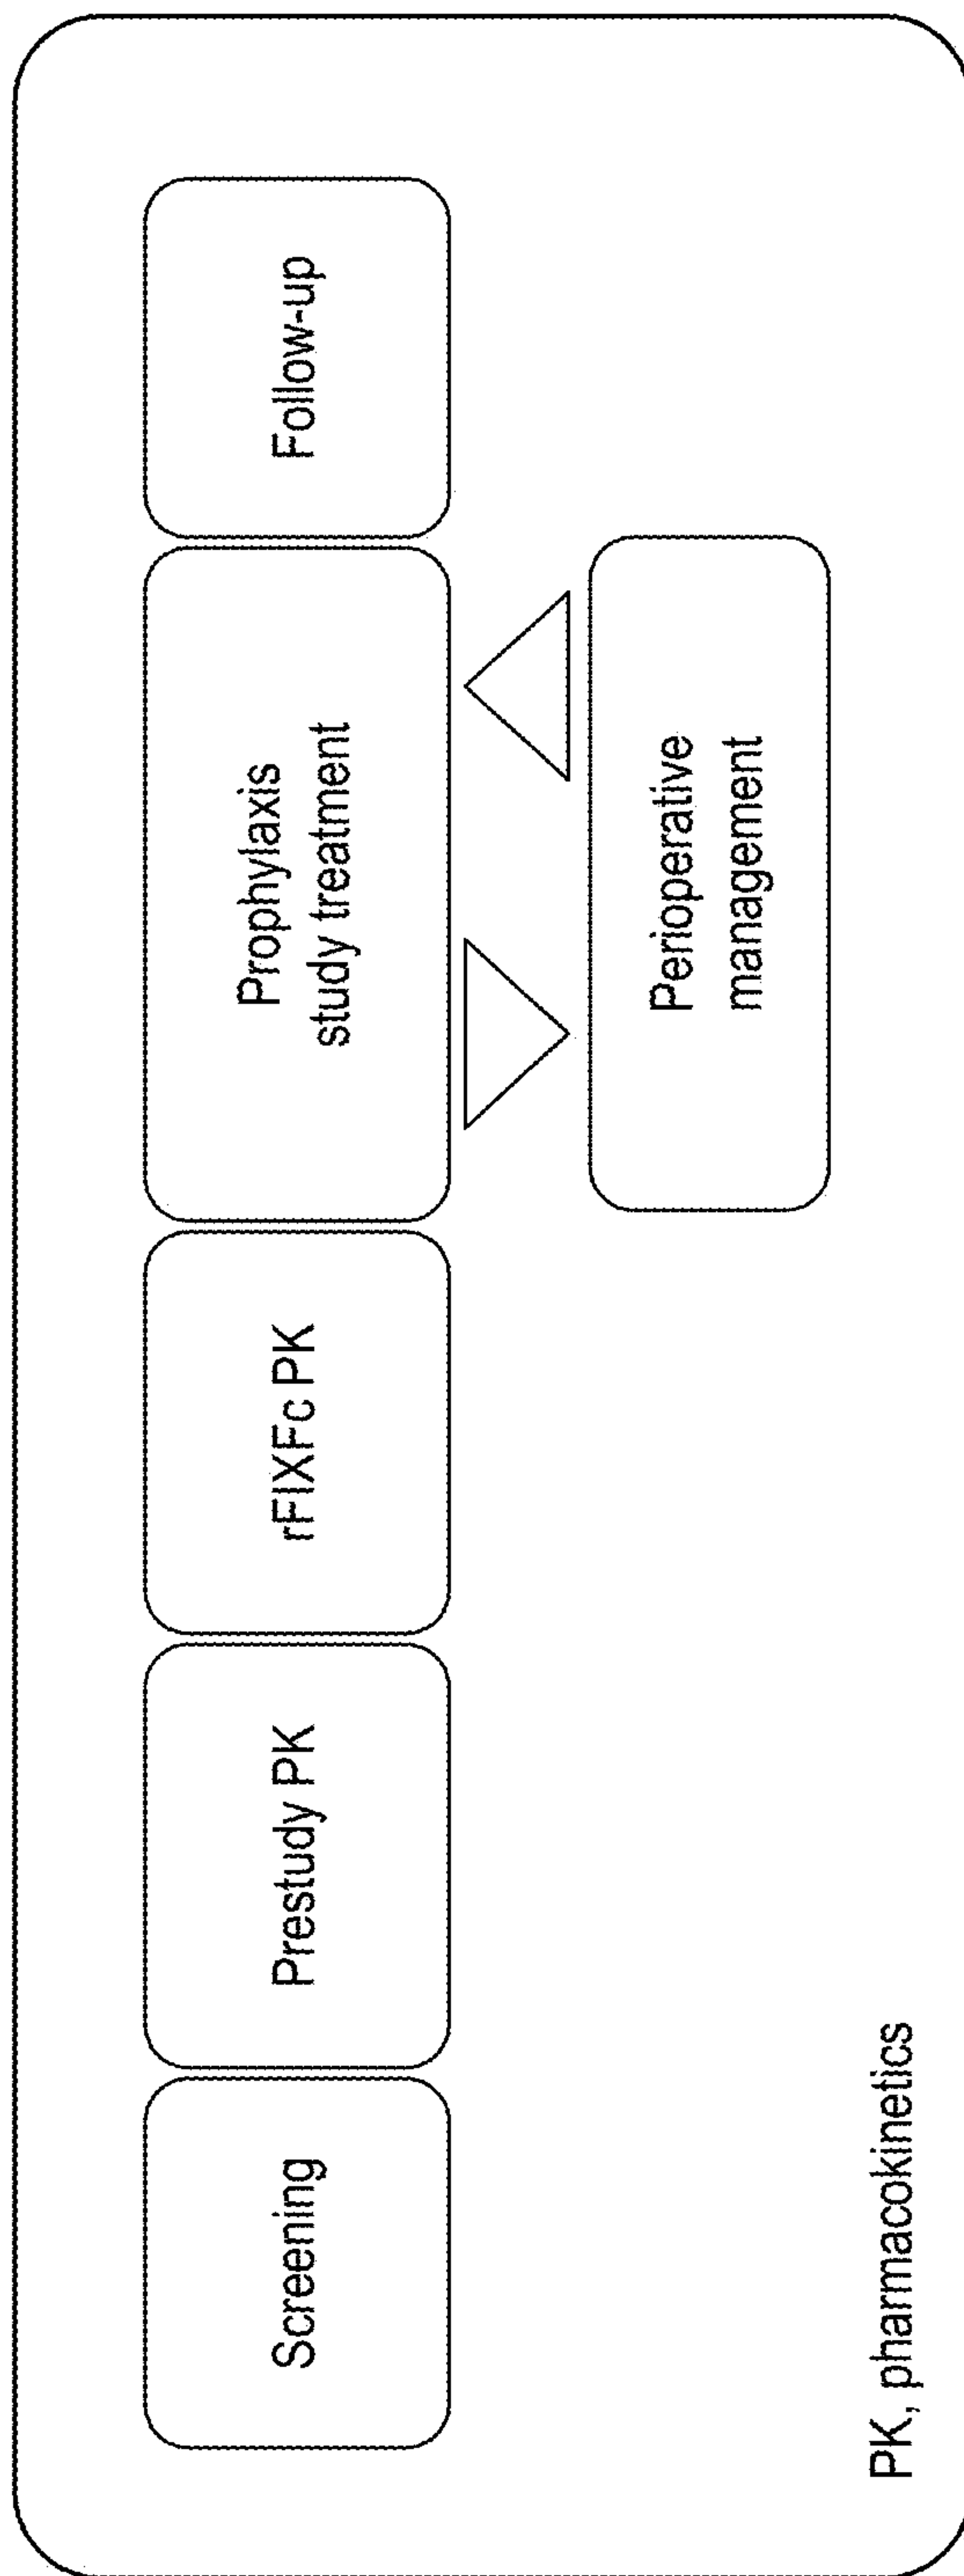 Screening
Prestudy PK
rFIXFc PK
Prophylaxis
study treatment
Follow-up
Perioperative
management
PK, pharmacokinetics